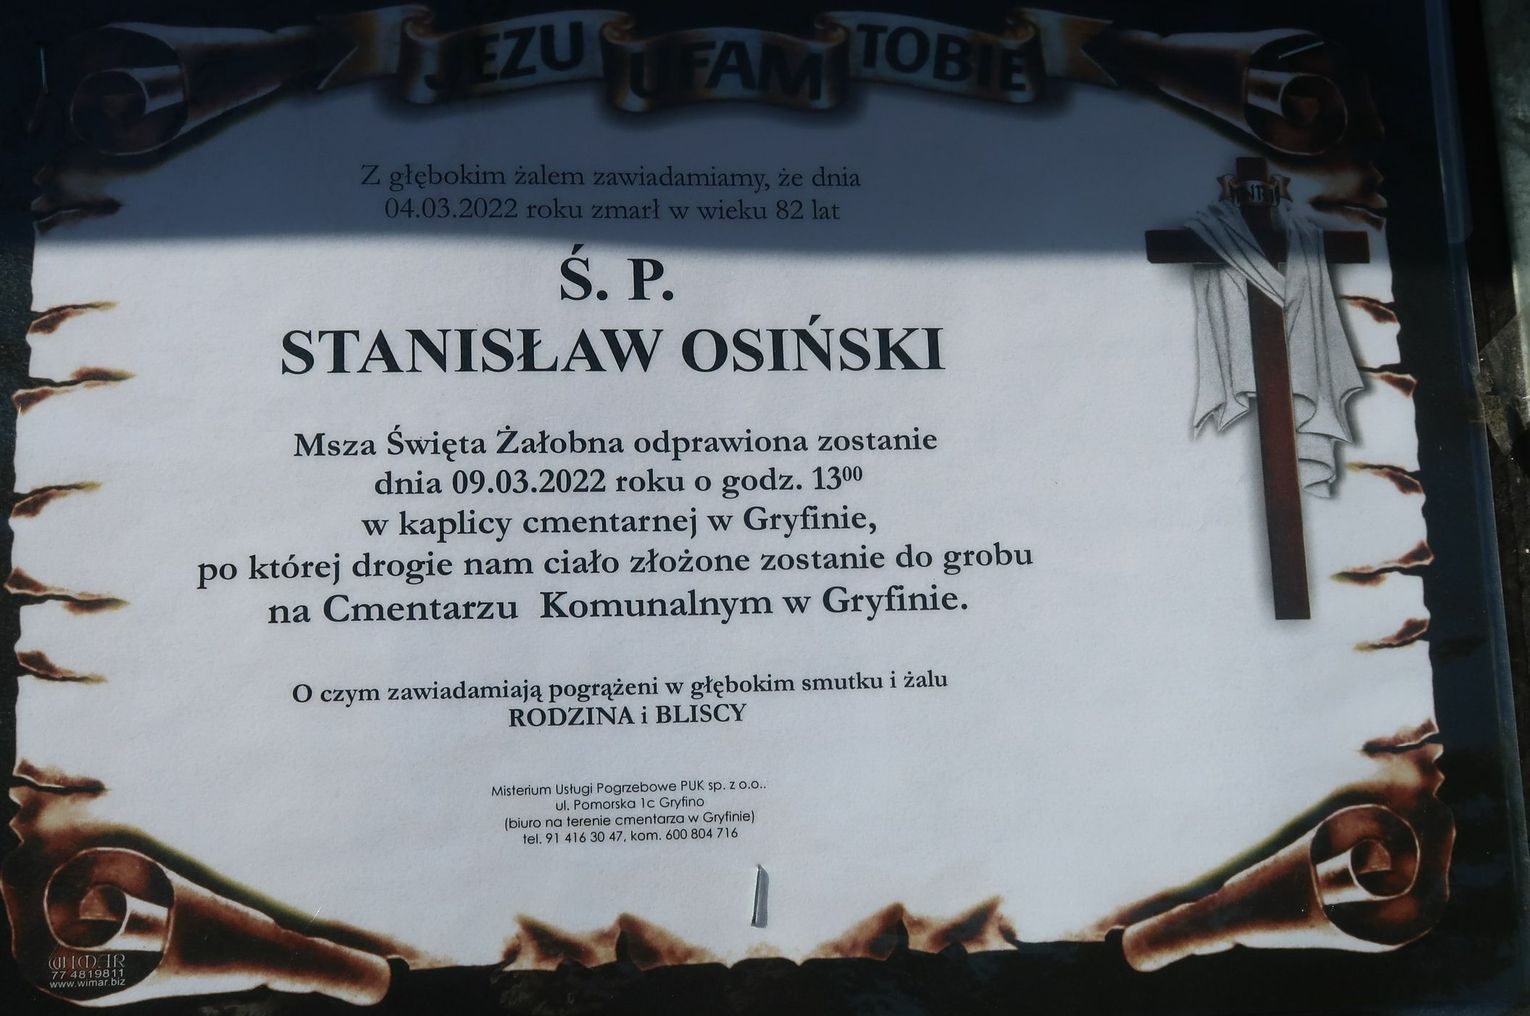 JEZU UFAM TOBIE
Z głębokim żalem zawiadamiamy, że dnia
04.03.2022 roku zmarł w wieku 82 lat
Ś. P.
STANISŁAW OSIŃSKI
Msza Święta Żałobna odprawiona zostanie
dnia 09.03.2022 roku o godz. 13⁰⁰
w kaplicy cmentarnej w Gryfinie,
po której drogie nam ciało złożone zostanie do grobu
na Cmentarzu Komunalnym w Gryfinie.
O czym zawiadamiają pogrążeni w głębokim smutku i żalu
RODZINA i BLISCY
Misterium Usługi Pogrzebowe PUK sp. z o.o..
ul. Pomorska 1c Gryfino
(biuro na terenie cmentarza w Gryfinie)
tel. 91 416 30 47, kom. 600 804 716
WIMAR
77 4819811
www.wimar.biz